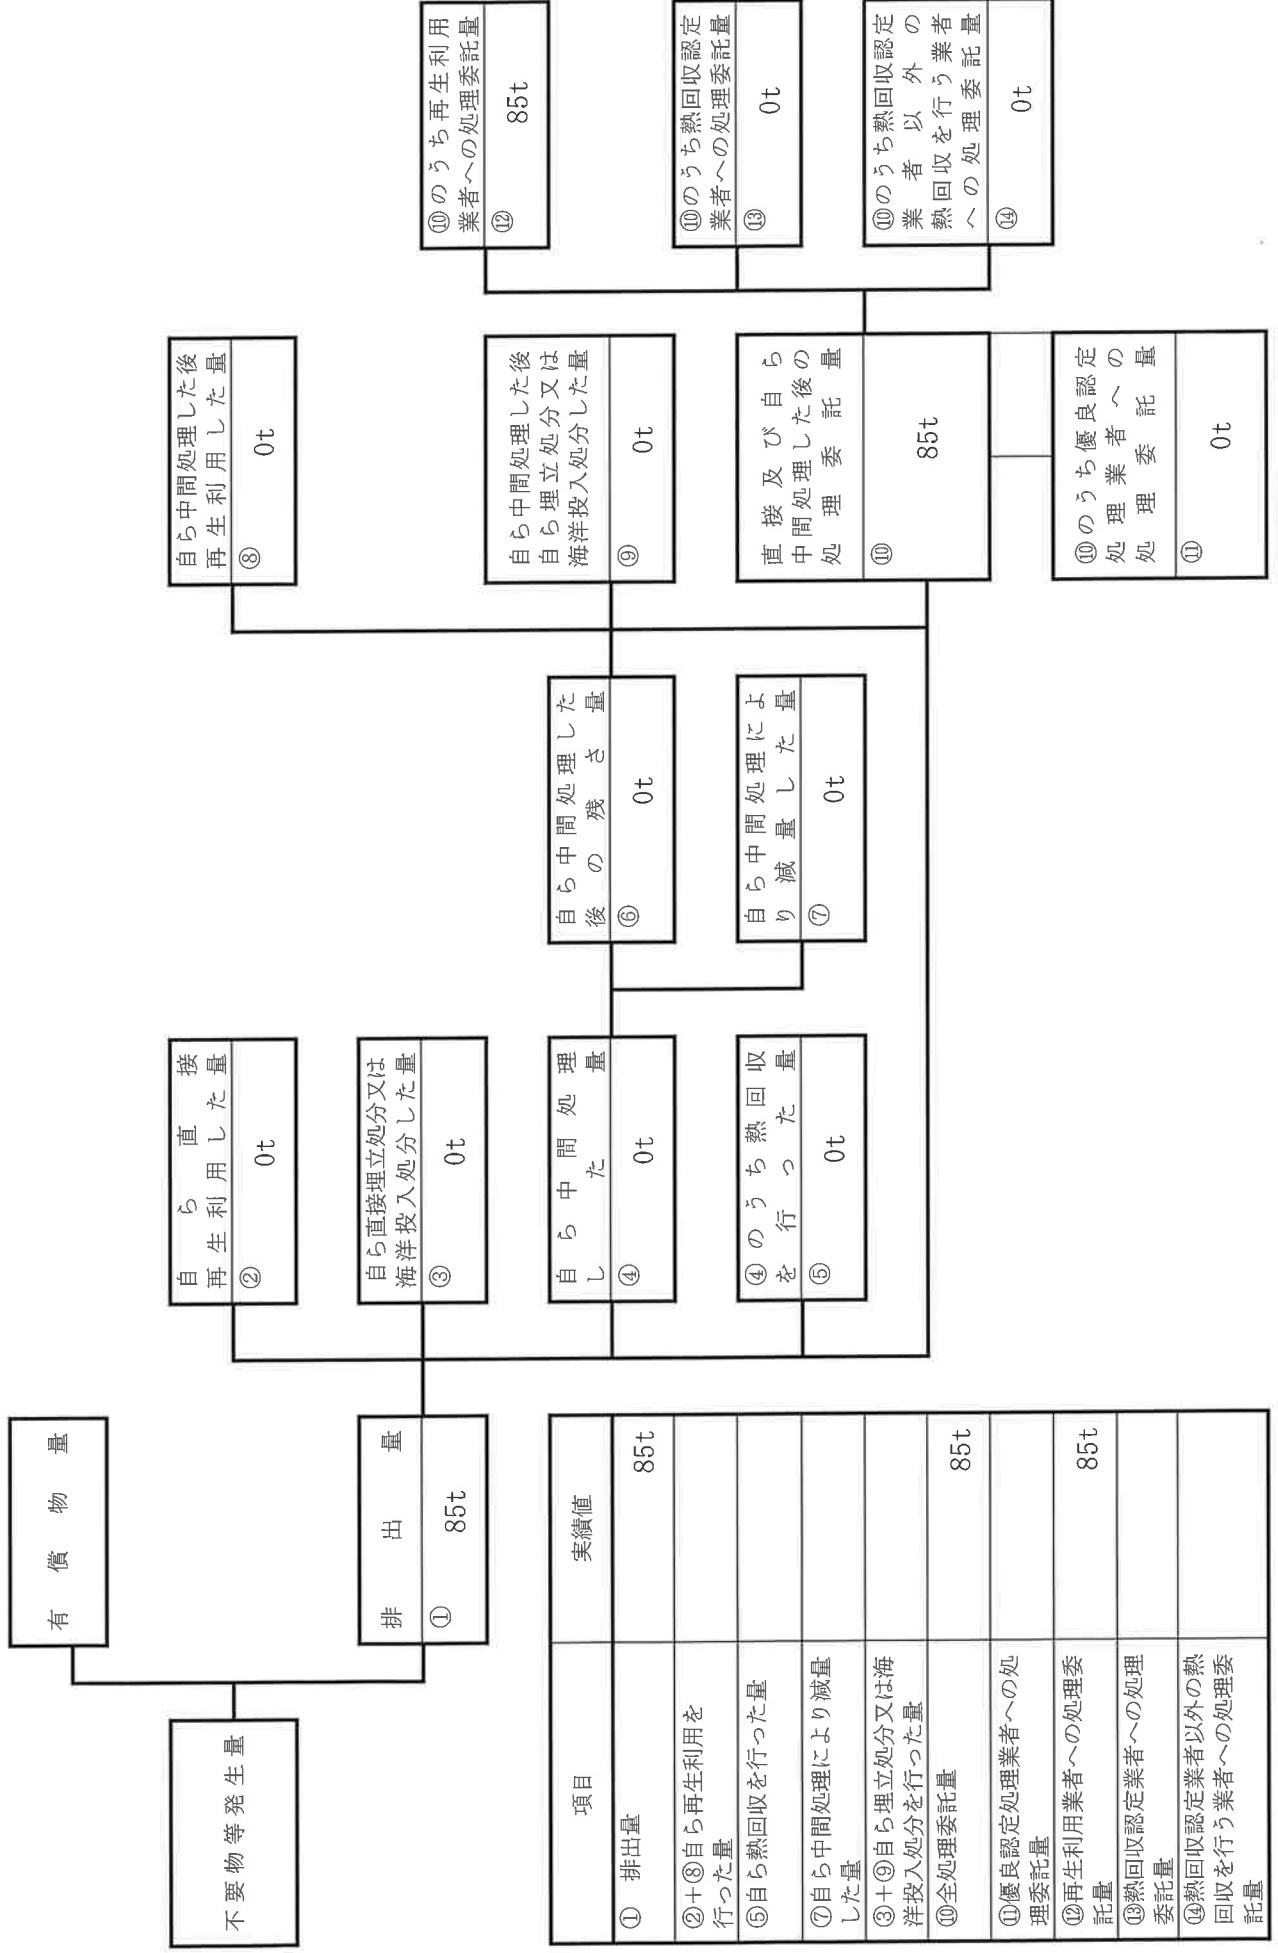 有償物量
不要物等発生量
排出量
①
85t
自ら直接
再生利用した量
②
0t
自ら直接埋立処分又は
海洋投入処分した量
③
0t
自ら中間処理
した量
④
0t
④のうち熱回収
を行った量
⑤
0t
自ら中間処理した
後の残さ量
⑥
0t
自ら中間処理によ
り減量した量
⑦
0t
自ら中間処理した後
再生利用した量
⑧
0t
自ら中間処理した後
自ら埋立処分又は
海洋投入処分した量
⑨
0t
直接及び自ら
中間処理した後の
処理委託量
⑩
85t
⑩のうち優良認定
処理業者への
処理委託量
⑪
0t
⑩のうち再生利用
業者への処理委託量
⑫
85t
⑩のうち熱回収認定
業者への処理委託量
⑬
0t
⑩のうち熱回収認定
業者以外の
熱回収を行う業者
への処理委託量
⑭
0t
項目 実績値
① 排出量 85t
②＋⑧自ら再生利用を
行った量
⑤自ら熱回収を行った量
⑦自ら中間処理により減量
した量
③＋⑨自ら埋立処分又は海
洋投入処分を行った量
⑩全処理委託量 85t
⑪優良認定処理業者への処
理委託量
⑫再生利用業者への処理委 85t
託量
⑬熱回収認定業者への処理
委託量
⑭熱回収認定業者以外の熱
回収を行う業者への処理委
託量